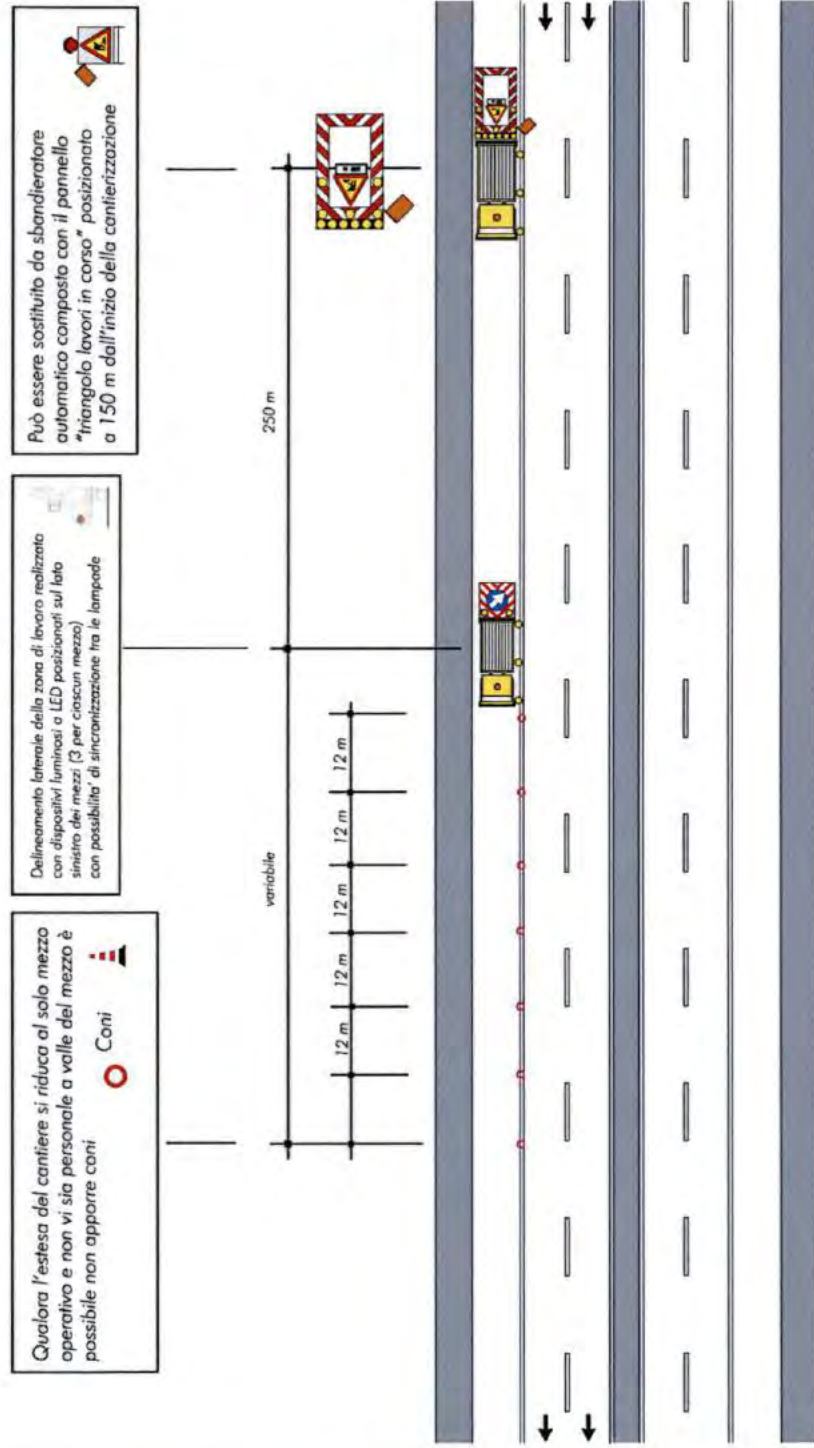 Qualora l'estesa del cantiere si riduca al solo mezzo
operativo e non vi sia personale a valle del mezzo è
possibile non apporre coni
Coni
Delineamento laterale della zona di lavoro realizzato
con dispositivi luminosi a LED posizionati sul lato
sinistro dei mezzi (3 per ciascun mezzo)
con possibilita' di sincronizzazione tra le lampade
Può essere sostituito da sbandieratore
automatico composto con il pannello
"triangolo lavori in corso" posizionato
a 150 m dall'inizio della cantierizzazione
variabile
250 m
12 m
12 m
12 m
12 m
12 m